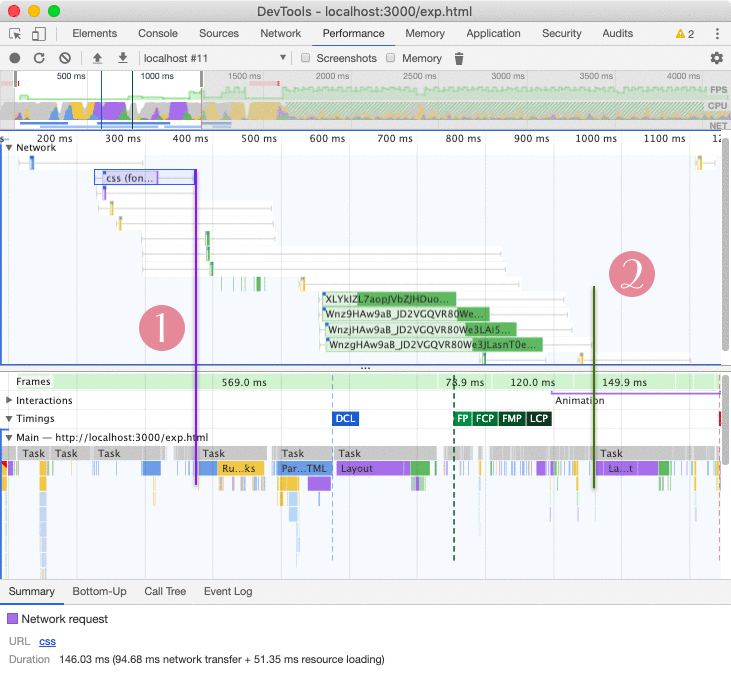 DevTools - localhost:3000/exp.html
Elements Console Sources Network Performance Memory Application Security Audits 2
localhost #11 Screenshots Memory
500 ms 1000 ms 1500 ms 2000 ms 2500 ms 3000 ms 3500 ms 4000 ms
FPS
CPU
NET
200 ms 300 ms 400 ms 500 ms 600 ms 700 ms 800 ms 900 ms 1000 ms 1100 ms
Network
css (fon…
XLYkIZL7aopJVbZJHDuo…
Wnz9HAw9aB_JD2VGQVR80We…
WnzjHAw9aB_JD2VGQVR80We3LAi5…
WnzgHAw9aB_JD2VGQVR80We3JLasnT0e…
1
2
...
Frames 569.0 ms 120.0 ms 149.9 ms
Interactions Animation
Timings DCL FP FCP FMP LCP
Main — http://localhost:3000/exp.html
Task Task Task Task Task Task Task
Ru…ks Par…TML Layout La…t
Summary Bottom-Up Call Tree Event Log
Network request
URL css
Duration 146.03 ms (94.68 ms network transfer + 51.35 ms resource loading)